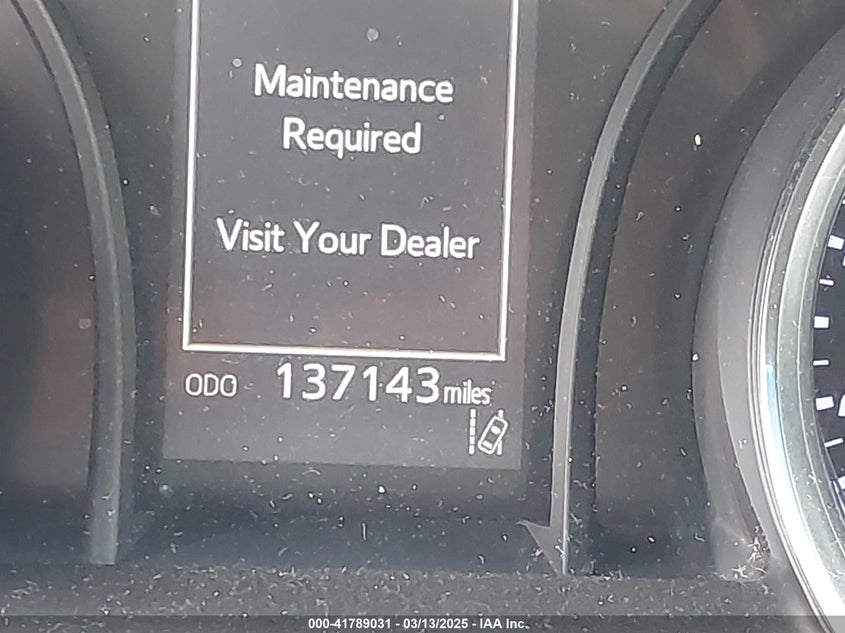 Maintenance
Required
Visit Your Dealer
ODO 137143 miles
000-41789031 - 03/13/2025 - IAA Inc.